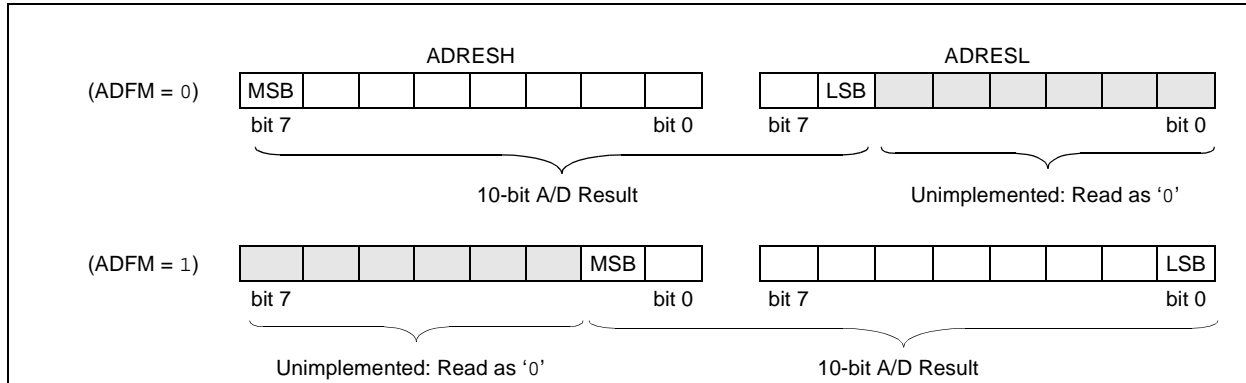 ADRESH ADRESL
(ADFM = 0) MSB LSB
bit 7 bit 0 bit 7 bit 0
10-bit A/D Result Unimplemented: Read as ‘0’
(ADFM = 1) MSB LSB
bit 7 bit 0 bit 7 bit 0
Unimplemented: Read as ‘0’ 10-bit A/D Result